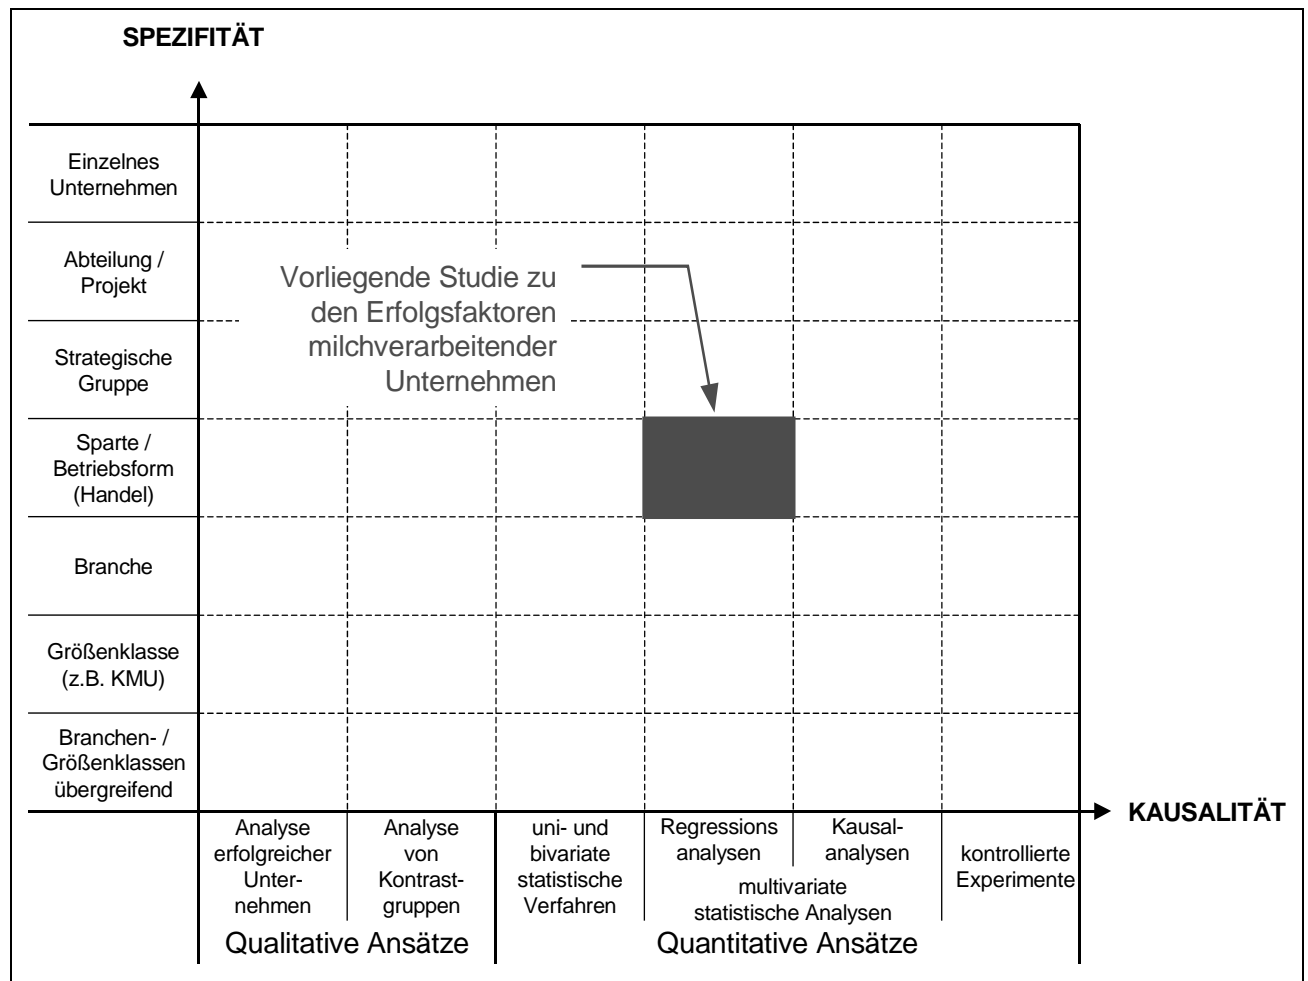 SPEZIFITÄT
Einzelnes
Unternehmen
Abteilung /
Projekt
Strategische
Gruppe
Sparte /
Betriebsform
(Handel)
Branche
Größenklasse
(z.B. KMU)
Branchen- /
Größenklassen
übergreifend
Vorliegende Studie zu
den Erfolgsfaktoren
milchverarbeitender
Unternehmen
KAUSALITÄT
Analyse
erfolgreicher
Unter-
nehmen
Analyse
von
Kontrast-
gruppen
uni- und
bivariate
statistische
Verfahren
Regressions
analysen
Kausal-
analysen
multivariate
statistische Analysen
kontrollierte
Experimente
Qualitative Ansätze
Quantitative Ansätze